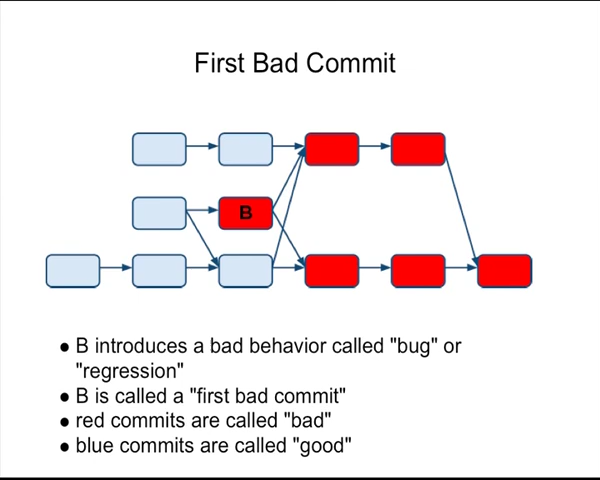 First Bad Commit
B
● B introduces a bad behavior called "bug" or
"regression"
● B is called a "first bad commit"
● red commits are called "bad"
● blue commits are called "good"